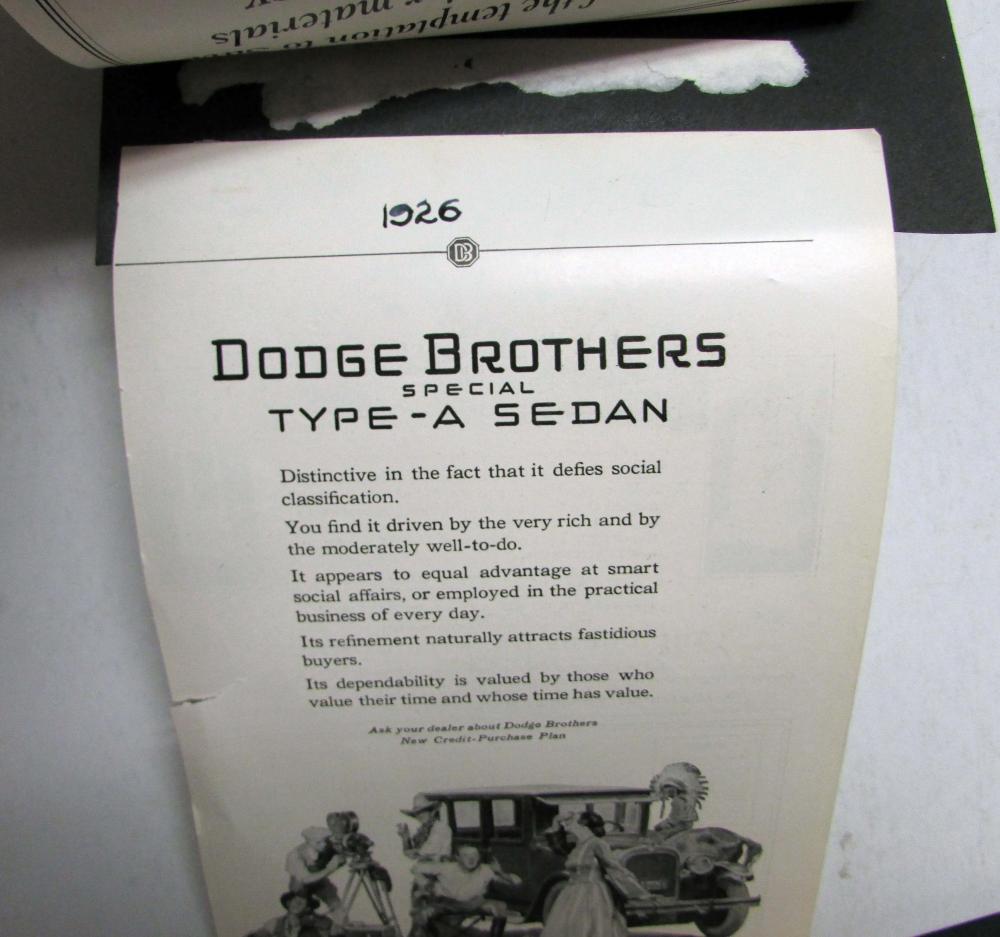 f the temptation to
materials
1926
DB
DODGE BROTHERS
SPECIAL
TYPE-A SEDAN
Distinctive in the fact that it defies social
classification.
You find it driven by the very rich and by
the moderately well-to-do.
It appears to equal advantage at smart
social affairs, or employed in the practical
business of every day.
Its refinement naturally attracts fastidious
buyers.
Its dependability is valued by those who
value their time and whose time has value.
Ask your dealer about Dodge Brothers
New Credit-Purchase Plan